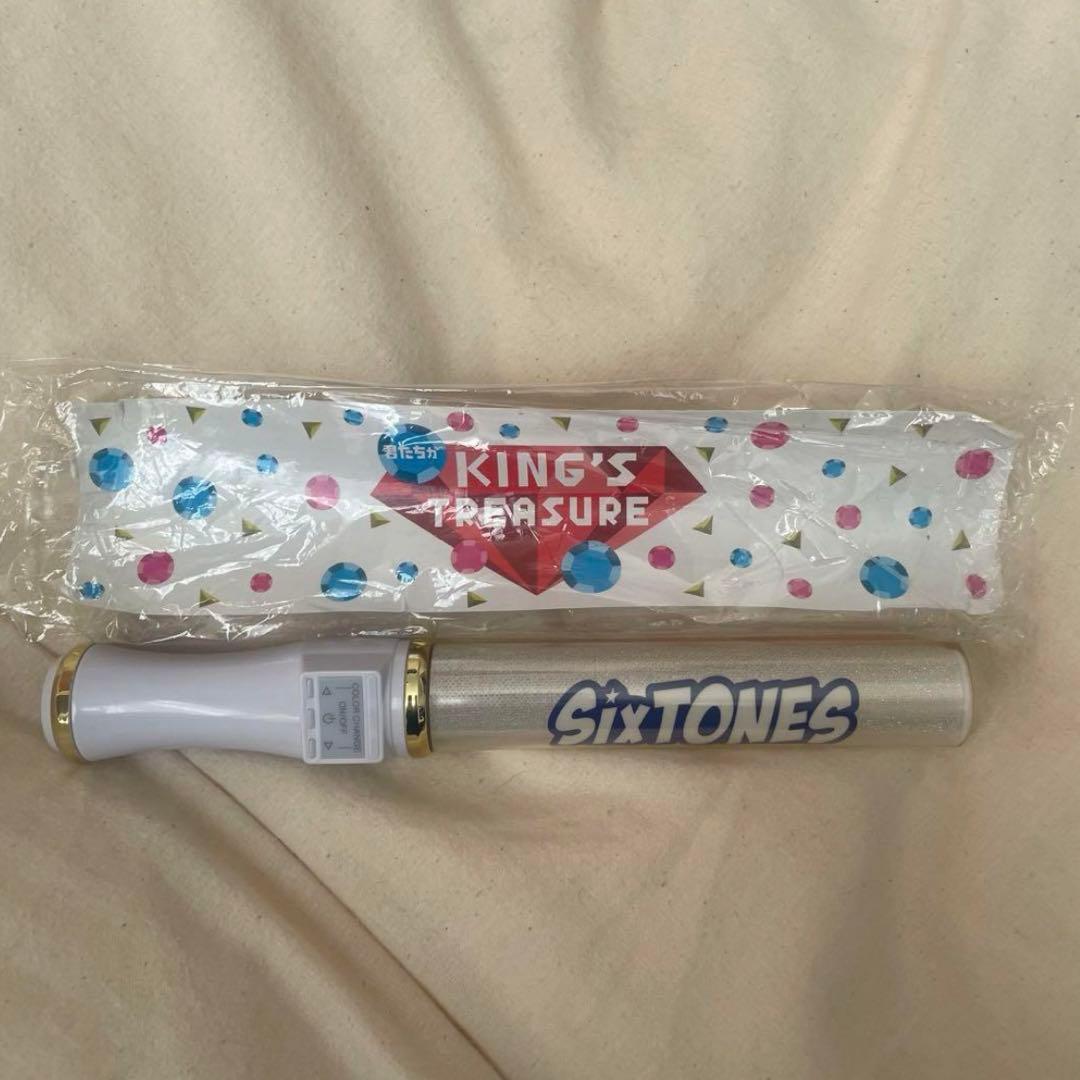 君たちが
KING'S
TREASURE
COLOR CHANGE
ON/OFF
SixTONES